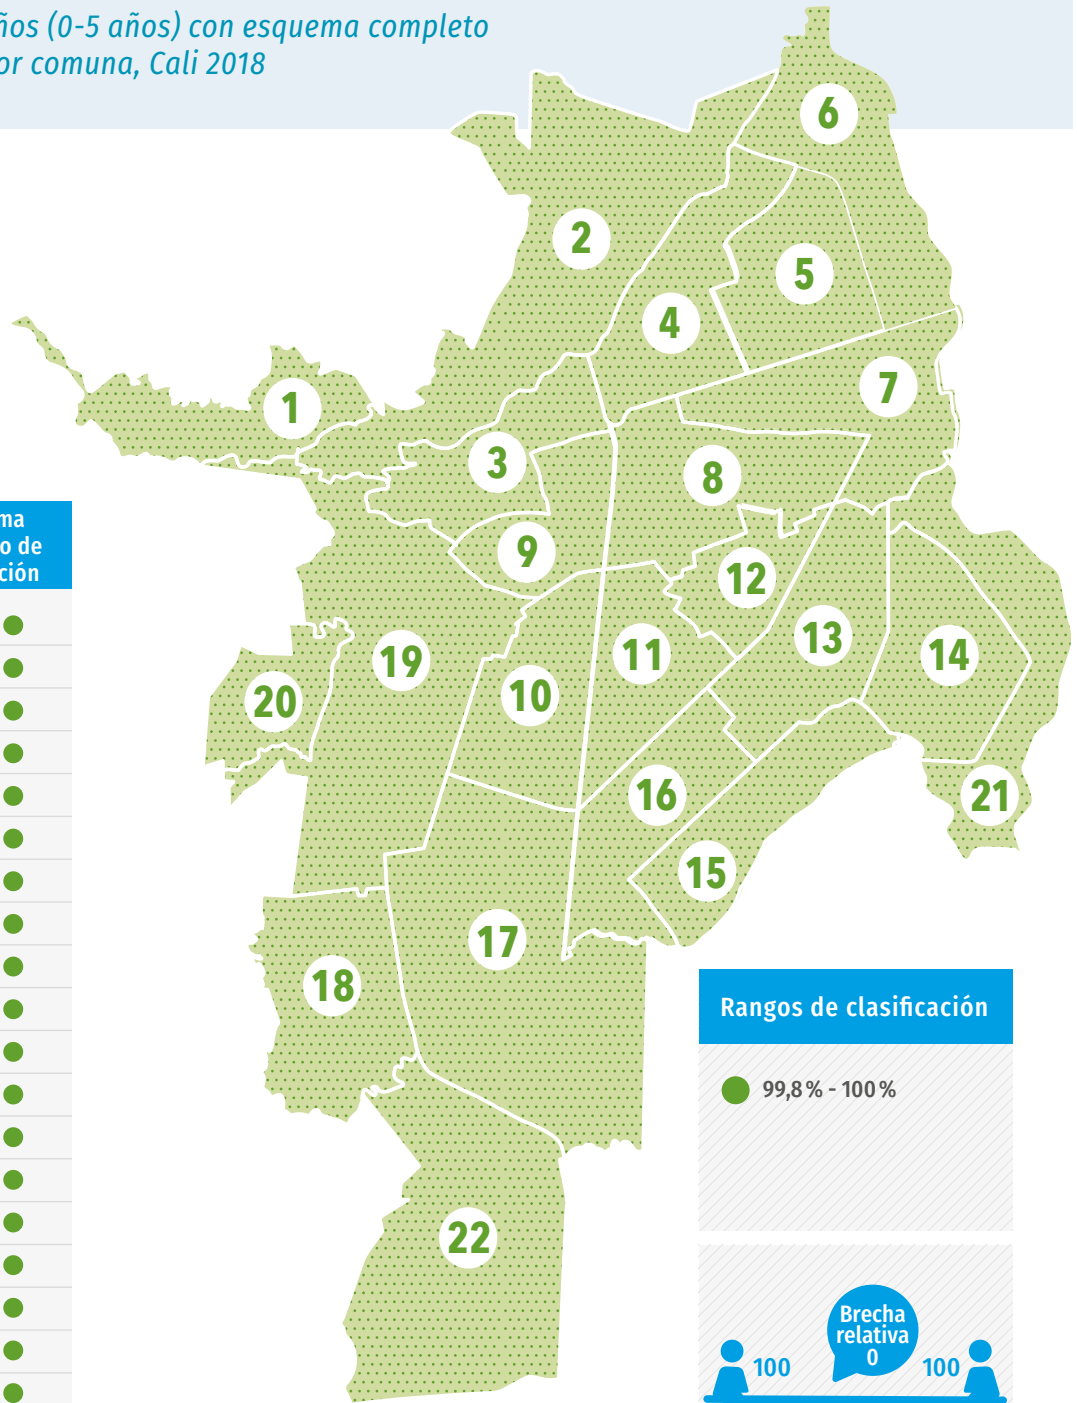 ños (0-5 años) con esquema completo
or comuna, Cali 2018
6
2
5
4
7
1
3
8
ma
o de
ción
9
12
13
11
14
19
10
20
16
21
15
17
18
Rangos de clasificación
99,8 % - 100 %
22
Brecha
relativa
0
100
100